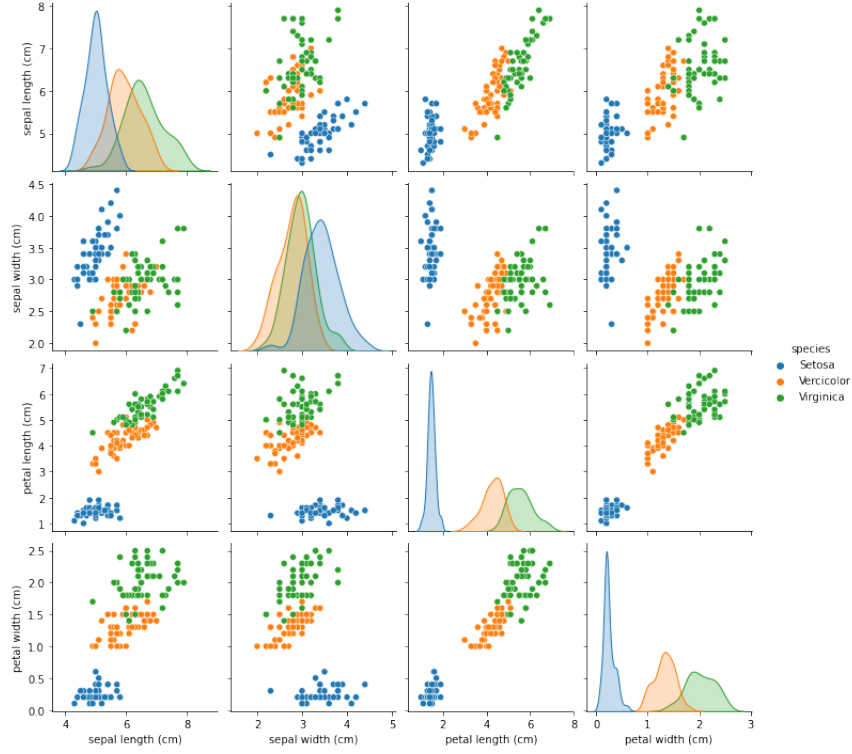 8
7
6
5
sepal length (cm)
4.5
4.0
3.5
3.0
2.5
2.0
sepal width (cm)
species
Setosa
Vercicolor
Virginica
7
6
5
4
3
2
1
petal length (cm)
2.5
2.0
1.5
1.0
0.5
0.0
petal width (cm)
4 6 8
sepal length (cm)
2 3 4 5
sepal width (cm)
0 2 4 6 8
petal length (cm)
0 1 2 3
petal width (cm)